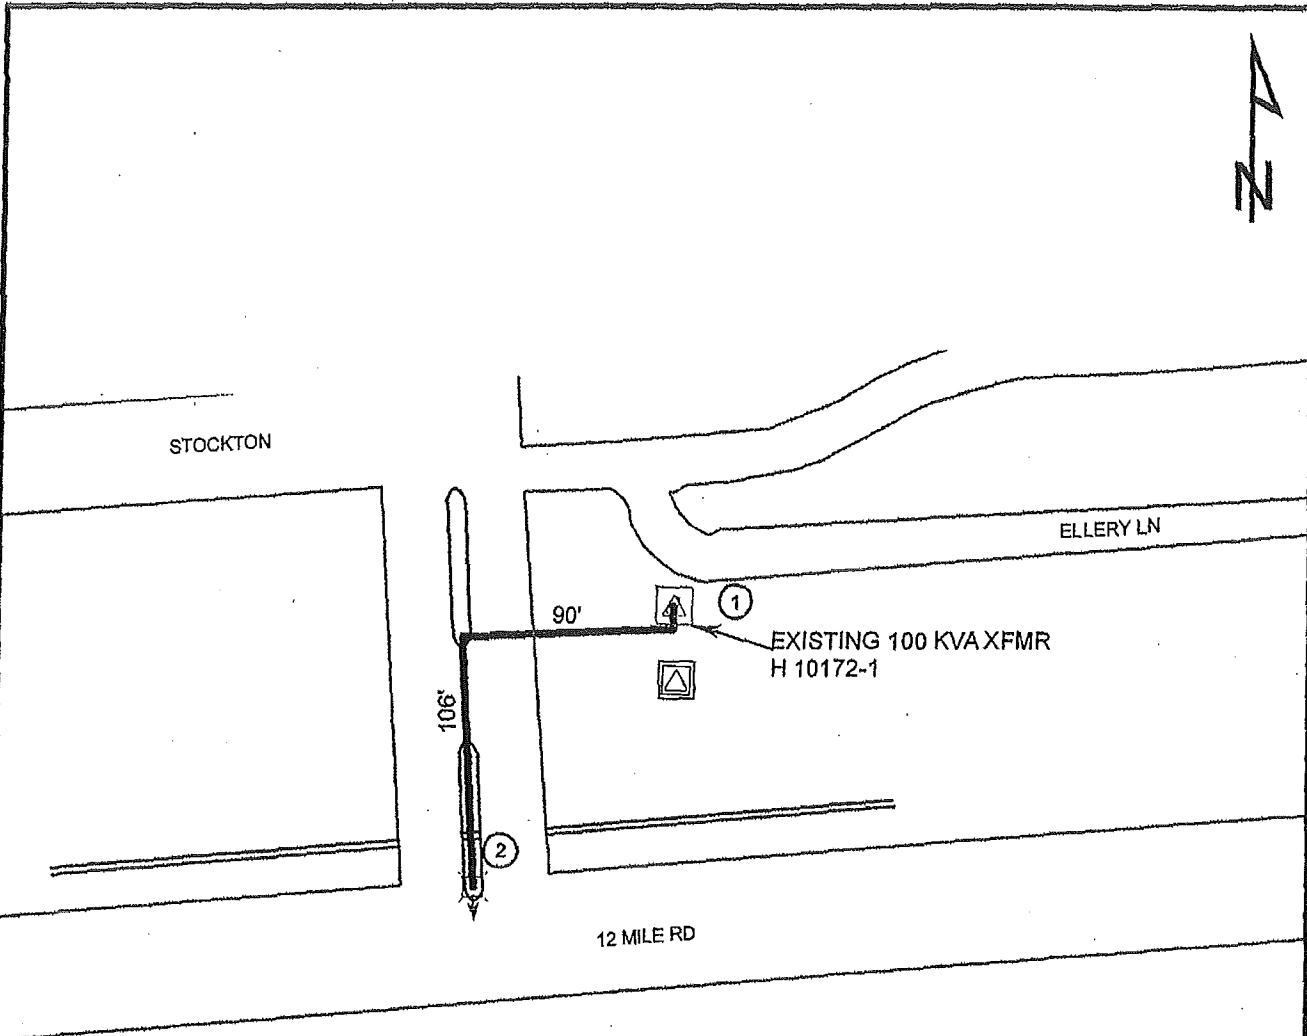 N
STOCKTON
ELLERY LN
1
90'
EXISTING 100 KVA XFMR
H 10172-1
106'
2
12 MILE RD